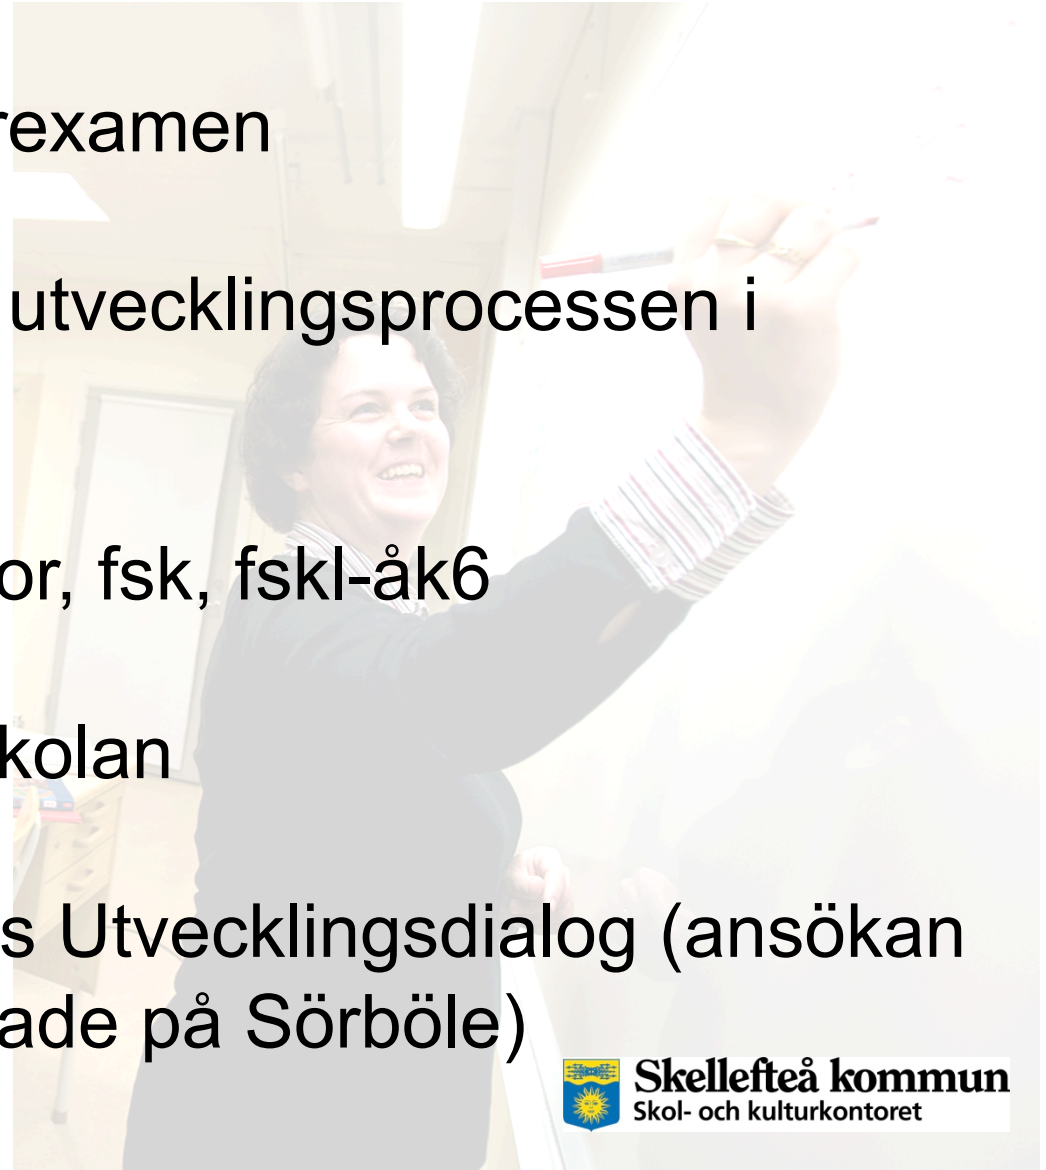 rexamen
utvecklingsprocessen i
or, fsk, fskl-åk6
kolan
s Utvecklingsdialog (ansökan
ade på Sörböle)
Skellefteå kommun
Skol- och kulturkontoret